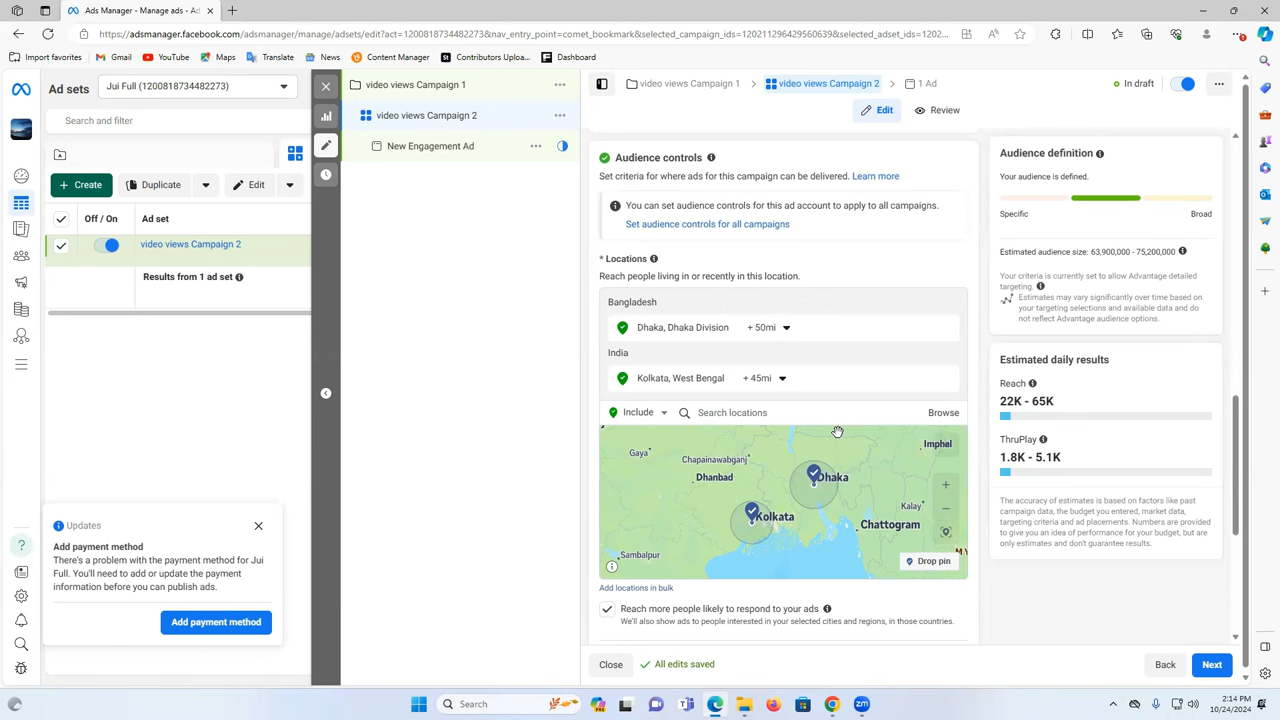 Ads Manager - Manage ads - Ad s
https://adsmanager.facebook.com/adsmanager/manage/adsets/edit?act=1200818734482273&nav_entry_point=comet_bookmark&selected_campaign_ids=120211296429560639&selected_adset_ids=1202...
Import favorites
Gmail
YouTube
Maps
Translate
News
Content Manager
Contributors Uploa...
Dashboard
Ad sets
Jui Full (1200818734482273)
Search and filter
Create
Duplicate
Edit
Off / On
Ad set
video views Campaign 2
Results from 1 ad set
Updates
Add payment method
There's a problem with the payment method for Jui
Full. You'll need to add or update the payment
information before you can publish ads.
Add payment method
video views Campaign 1
video views Campaign 2
New Engagement Ad
video views Campaign 1
video views Campaign 2
1 Ad
In draft
Edit
Review
Audience controls
Set criteria for where ads for this campaign can be delivered. Learn more
You can set audience controls for this ad account to apply to all campaigns.
Set audience controls for all campaigns
* Locations
Reach people living in or recently in this location.
Bangladesh
Dhaka, Dhaka Division + 50mi
India
Kolkata, West Bengal + 45mi
Include
Search locations
Browse
Gaya
Chapainawabganj
Imphal
Dhanbad
Dhaka
Kolkata
Kalay
Chattogram
Sambalpur
Drop pin
Add locations in bulk
Reach more people likely to respond to your ads
We'll also show ads to people interested in your selected cities and regions, in those countries.
Close
All edits saved
Back
Next
Audience definition
Your audience is defined.
Specific
Broad
Estimated audience size: 63,900,000 - 75,200,000
Your criteria is currently set to allow Advantage detailed
targeting.
Estimates may vary significantly over time based on
your targeting selections and available data and do
not reflect Advantage audience options.
Estimated daily results
Reach
22K - 65K
ThruPlay
1.8K - 5.1K
The accuracy of estimates is based on factors like past
campaign data, the budget you entered, market data,
targeting criteria and ad placements. Numbers are provided
to give you an idea of performance for your budget, but are
only estimates and don't guarantee results.
Search
2:14 PM
10/24/2024